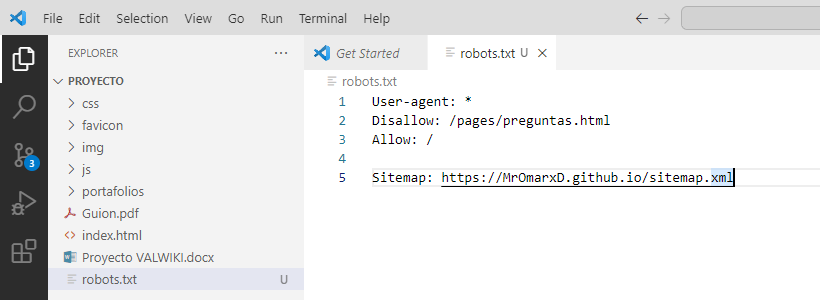 File Edit Selection View Go Run Terminal Help
EXPLORER
Get Started
robots.txt U
PROYECTO
css
favicon
img
js
portafolios
Guion.pdf
index.html
Proyecto VALWIKI.docx
robots.txt U
3
robots.txt
1 User-agent: *
2 Disallow: /pages/preguntas.html
3 Allow: /
4
5 Sitemap: https://MrOmarxD.github.io/sitemap.xml